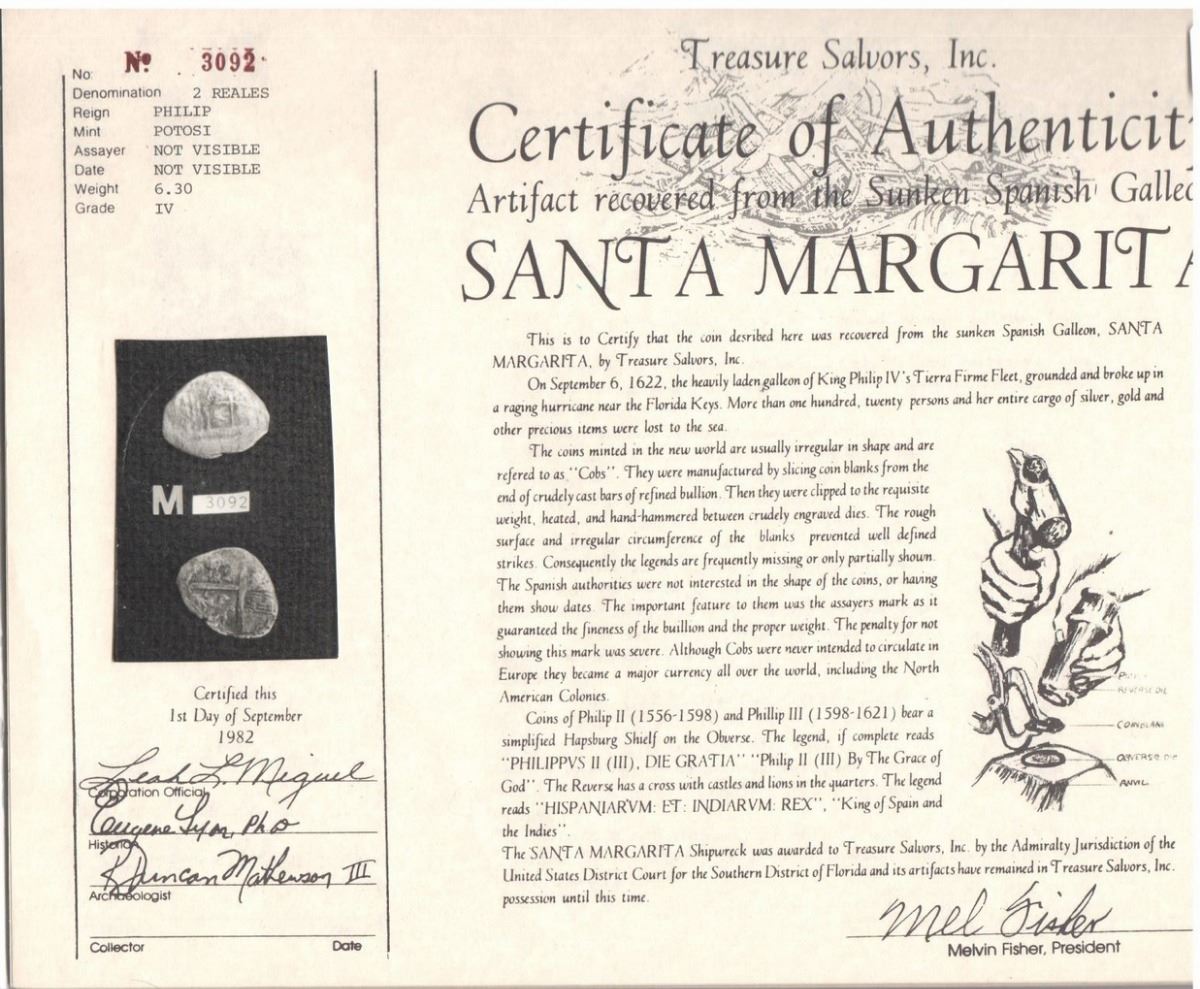 Nº 3092
No:
Denomination 2 REALES
Reign PHILIP
Mint POTOSI
Assayer NOT VISIBLE
Date NOT VISIBLE
Weight 6.30
Grade IV
M 3092
Certified this
1st Day of September
1982
Leah L. Miguel
Corporation Official
Eugene Lyon, PhD
Historian
R. Duncan Mathewson III
Archaeologist
Collector Date
Treasure Salvors, Inc.
Certificate of Authenticit
Artifact recovered from the Sunken Spanish Galleo
SANTA MARGARITA
This is to Certify that the coin desribed here was recovered from the sunken Spanish Galleon, SANTA
MARGARITA, by Treasure Salvors, Inc.
On September 6, 1622, the heavily laden galleon of King Philip IV's Tierra Firme Fleet, grounded and broke up in
a raging hurricane near the Florida Keys. More than one hundred, twenty persons and her entire cargo of silver, gold and
other precious items were lost to the sea.
The coins minted in the new world are usually irregular in shape and are
refered to as "Cobs". They were manufactured by slicing coin blanks from the
end of crudely cast bars of refined bullion. Then they were clipped to the requisite
weight, heated, and hand-hammered between crudely engraved dies. The rough
surface and irregular circumference of the blanks prevented well defined
strikes. Consequently the legends are frequently missing or only partially shown.
The Spanish authorities were not interested in the shape of the coins, or having
them show dates. The important feature to them was the assayers mark as it
guaranteed the fineness of the buillion and the proper weight. The penalty for not
showing this mark was severe. Although Cobs were never intended to circulate in
Europe they became a major currency all over the world, including the North
American Colonies.
Coins of Philip II (1556-1598) and Phillip III (1598-1621) bear a
simplified Hapsburg Shielf on the Obverse. The legend, if complete reads
"PHILIPPVS II (III), DIE GRATIA" "Philip II (III) By The Grace of
God". The Reverse has a cross with castles and lions in the quarters. The legend
reads "HISPANIARVM: ET: INDIARVM: REX", "King of Spain and
the Indies".
The SANTA MARGARITA Shipwreck was awarded to Treasure Salvors, Inc. by the Admiralty Jurisdiction of the
United States District Court for the Southern District of Florida and its artifacts have remained in Treasure Salvors, Inc.
possession until this time.
REVERSE DIE
COIN BLANK
OBVERSE DIE
ANVIL
Mel Fisher
Melvin Fisher, President